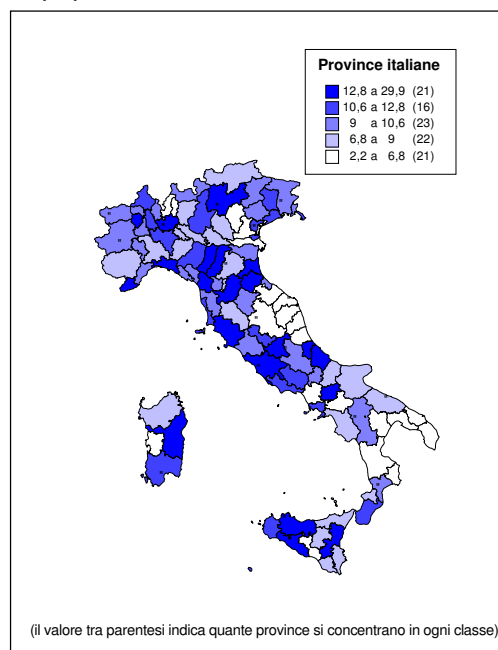 Province italiane
12,8 a 29,9 (21)
10,6 a 12,8 (16)
9 a 10,6 (23)
6,8 a 9 (22)
2,2 a 6,8 (21)
(il valore tra parentesi indica quante province si concentrano in ogni classe)